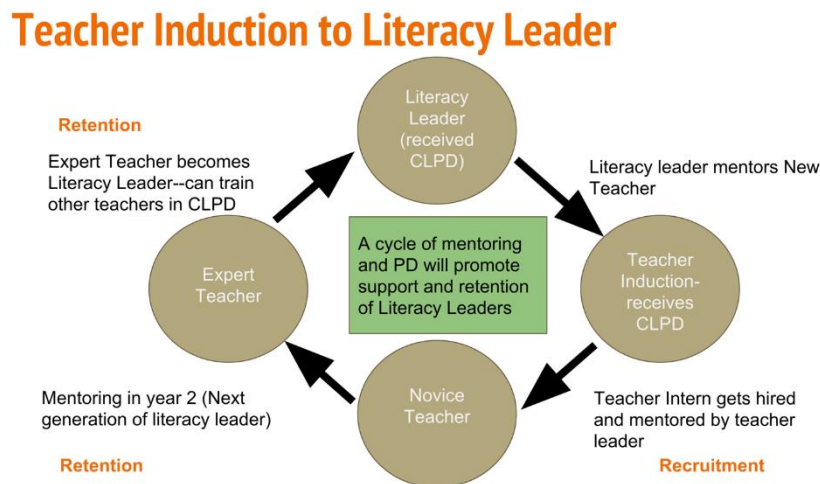 Teacher Induction to Literacy Leader
Literacy
Leader
(received
CLPD)
Retention
Expert Teacher becomes
Literacy Leader--can train
other teachers in CLPD
Literacy leader mentors New
Teacher
Expert
Teacher
A cycle of mentoring
and PD will promote
support and retention
of Literacy Leaders
Teacher
Induction-
receives
CLPD
Novice
Teacher
Mentoring in year 2 (Next
generation of literacy leader)
Retention
Teacher Intern gets hired
and mentored by teacher
leader
Recruitment